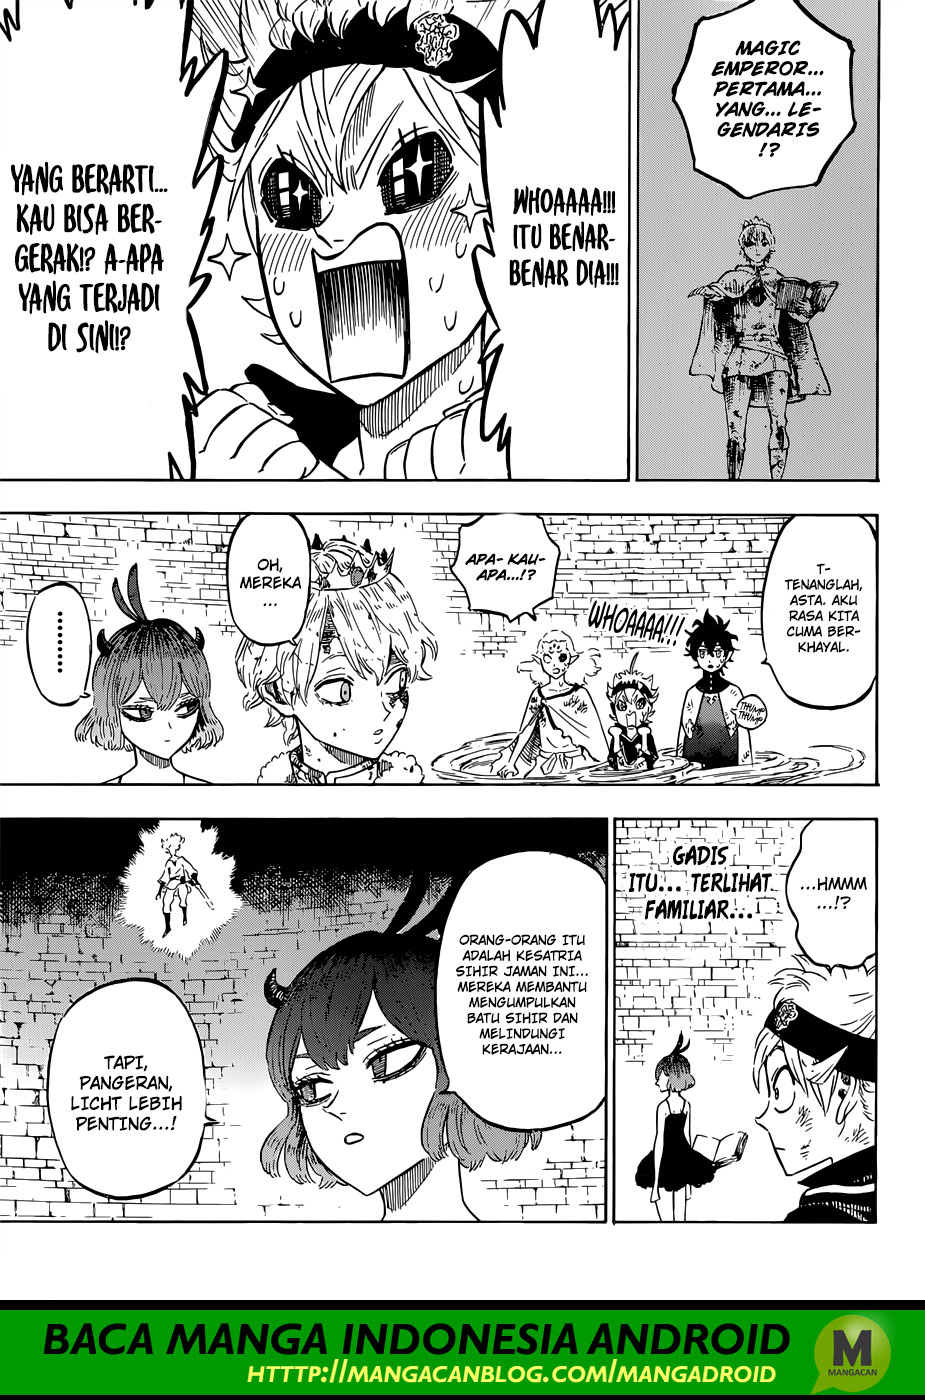 MAGIC
EMPEROR...
PERTAMA...
YANG... LE-
GENDARIS
!?
WHOAAAA!!!
ITU BENAR-
BENAR DIA!!!
YANG BERARTI...
KAU BISA BER-
GERAK!? A-APA
YANG TERJADI
DI SINI!?
T-
TENANGLAH,
ASTA. AKU
RASA KITA
CUMA BER-
KHAYAL.
THUMP
THUMP
WHOAAAA!!!
APA- KAU-
APA...!?
OH,
MEREKA
...
.........
...HMMM
...!?
GADIS
ITU... TERLIHAT
FAMILIAR...
ORANG-ORANG ITU
ADALAH KESATRIA
SIHIR JAMAN INI...
MEREKA MEMBANTU
MENGUMPULKAN
BATU SIHIR DAN
MELINDUNGI
KERAJAAN...
TAPI,
PANGERAN,
LICHT LEBIH
PENTING...!
BACA MANGA INDONESIA ANDROID
HTTTP://MANGACANBLOG.COM/MANGADROID
M
MANGACAN